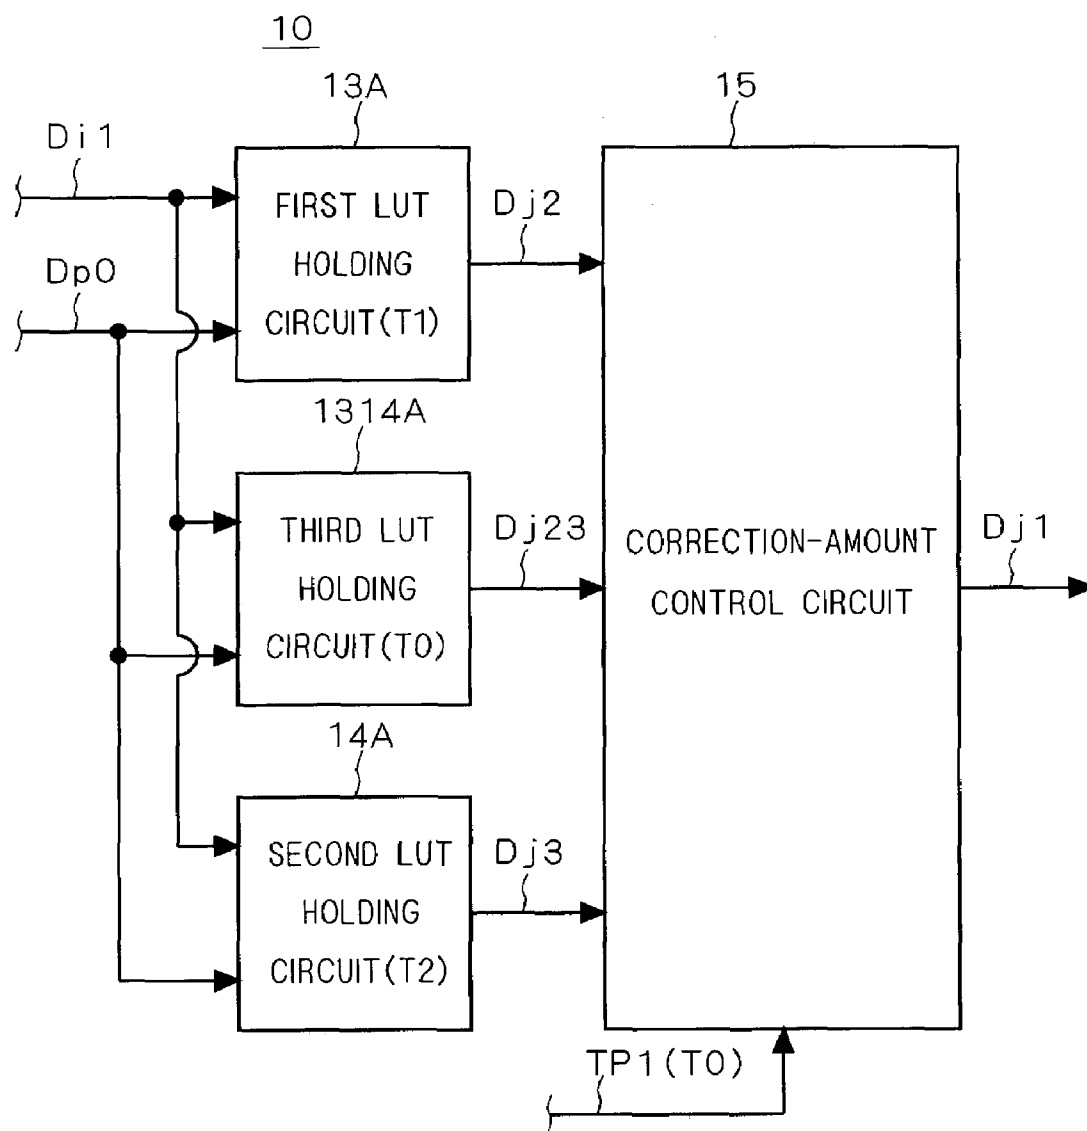 10
13A
15
Di1
FIRST LUT
HOLDING
CIRCUIT(T1)
Dj2
Dp0
1314A
THIRD LUT
HOLDING
CIRCUIT(T0)
Dj23
CORRECTION-AMOUNT
CONTROL CIRCUIT
Dj1
14A
SECOND LUT
HOLDING
CIRCUIT(T2)
Dj3
TP1(T0)